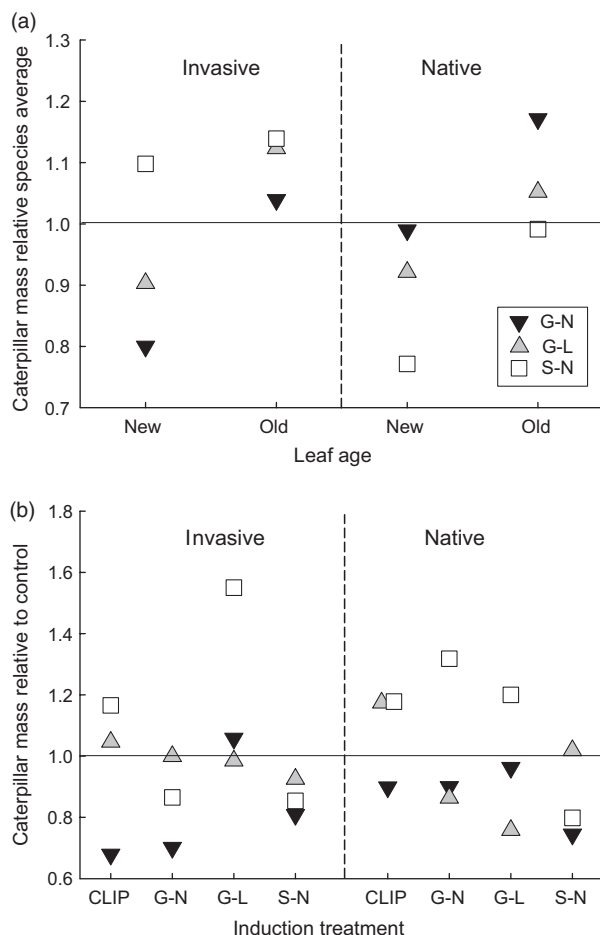 (a)
Caterpillar mass relative species average
1.3
1.2
1.1
1.0
0.9
0.8
0.7
Invasive
Native
G-N
G-L
S-N
New
Old
New
Old
Leaf age
(b)
Caterpillar mass relative to control
1.8
1.6
1.4
1.2
1.0
0.8
0.6
Invasive
Native
CLIP
G-N
G-L
S-N
CLIP
G-N
G-L
S-N
Induction treatment